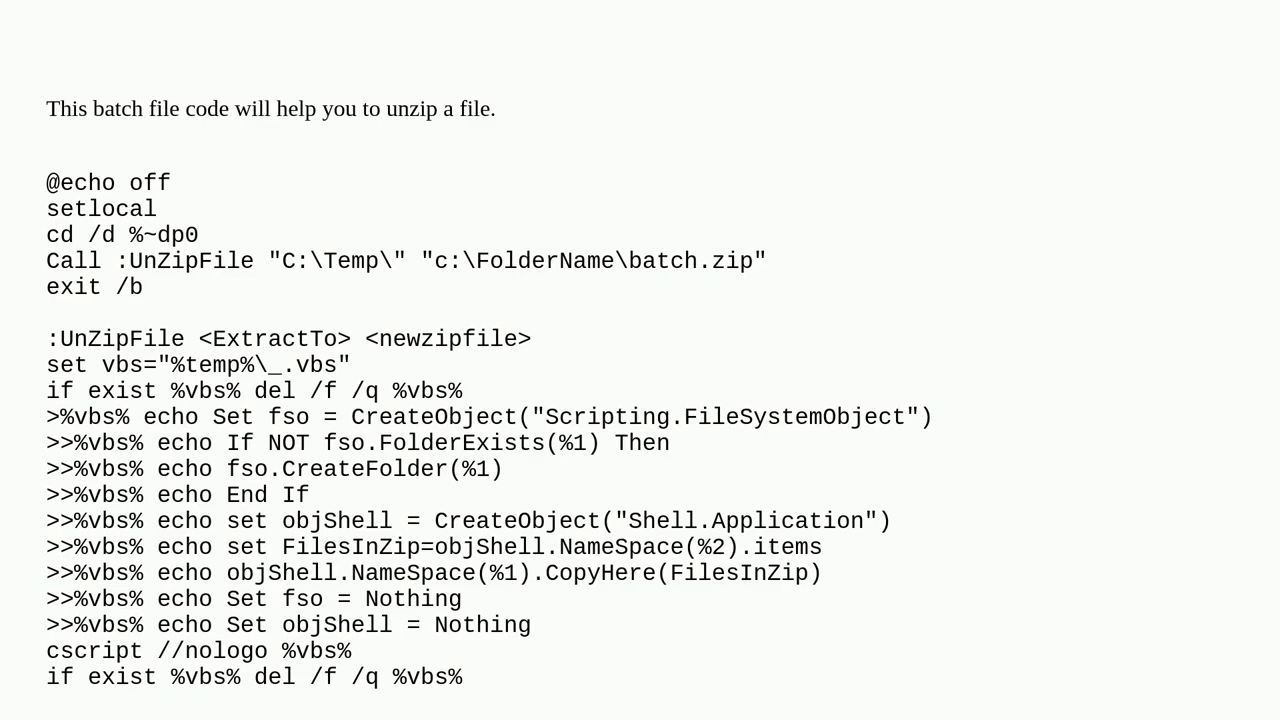 This batch file code will help you to unzip a file.
@echo off
setlocal
cd /d %~dp0
Call :UnZipFile "C:\Temp\" "c:\FolderName\batch.zip"
exit /b
:UnZipFile <ExtractTo> <newzipfile>
set vbs="%temp%\_.vbs"
if exist %vbs% del /f /q %vbs%
>%vbs% echo Set fso = CreateObject("Scripting.FileSystemObject")
>>%vbs% echo If NOT fso.FolderExists(%1) Then
>>%vbs% echo fso.CreateFolder(%1)
>>%vbs% echo End If
>>%vbs% echo set objShell = CreateObject("Shell.Application")
>>%vbs% echo set FilesInZip=objShell.NameSpace(%2).items
>>%vbs% echo objShell.NameSpace(%1).CopyHere(FilesInZip)
>>%vbs% echo Set fso = Nothing
>>%vbs% echo Set objShell = Nothing
cscript //nologo %vbs%
if exist %vbs% del /f /q %vbs%